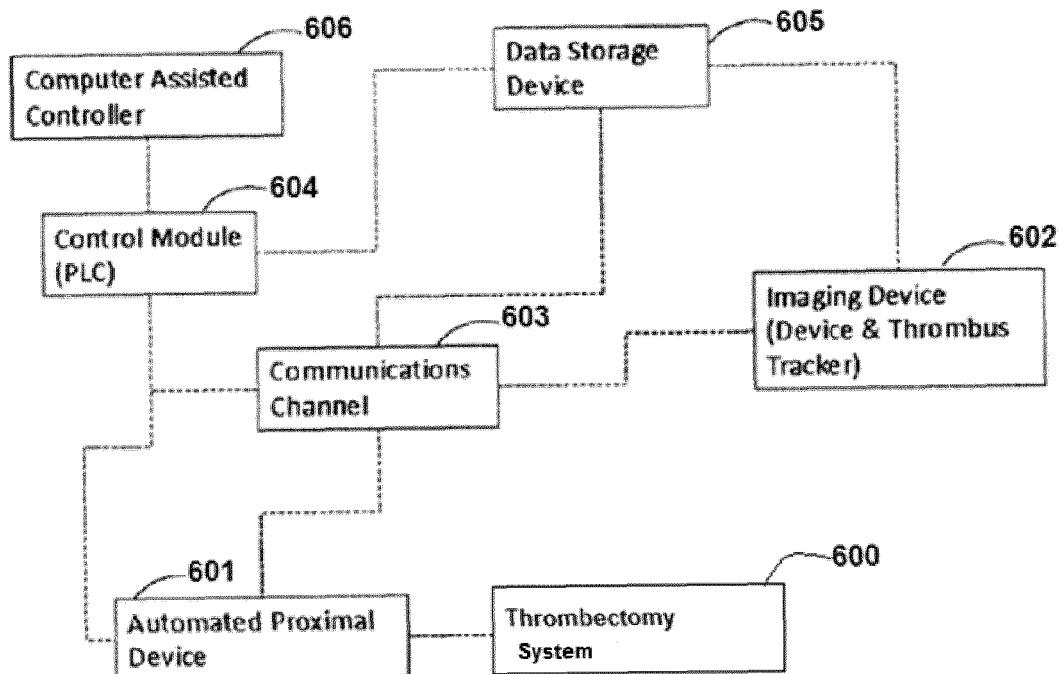 606
Computer Assisted
Controller
605
Data Storage
Device
604
Control Module
(PLC)
602
Imaging Device
(Device & Thrombus
Tracker)
603
Communications
Channel
601
Automated Proximal
Device
600
Thrombectomy
System